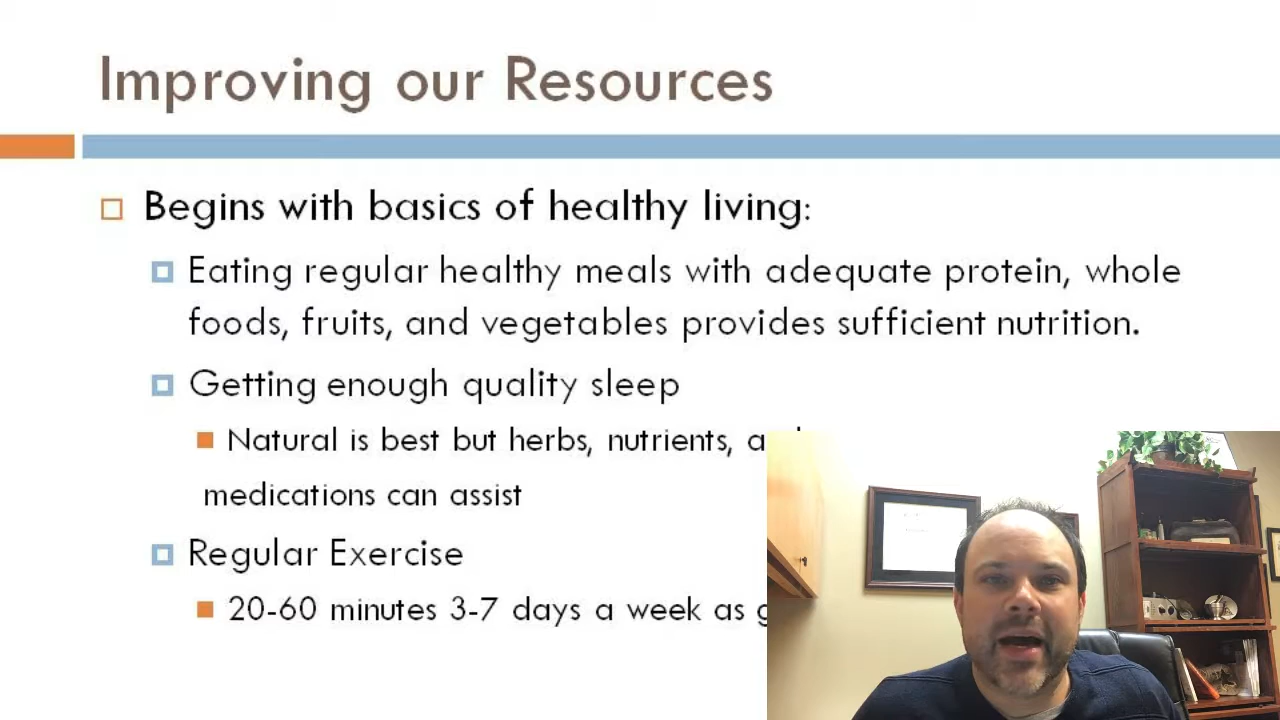 Improving our Resources
Begins with basics of healthy living:
Eating regular healthy meals with adequate protein, whole
foods, fruits, and vegetables provides sufficient nutrition.
Getting enough quality sleep
Natural is best but herbs, nutrients,
medications can assist
Regular Exercise
20-60 minutes 3-7 days a week as